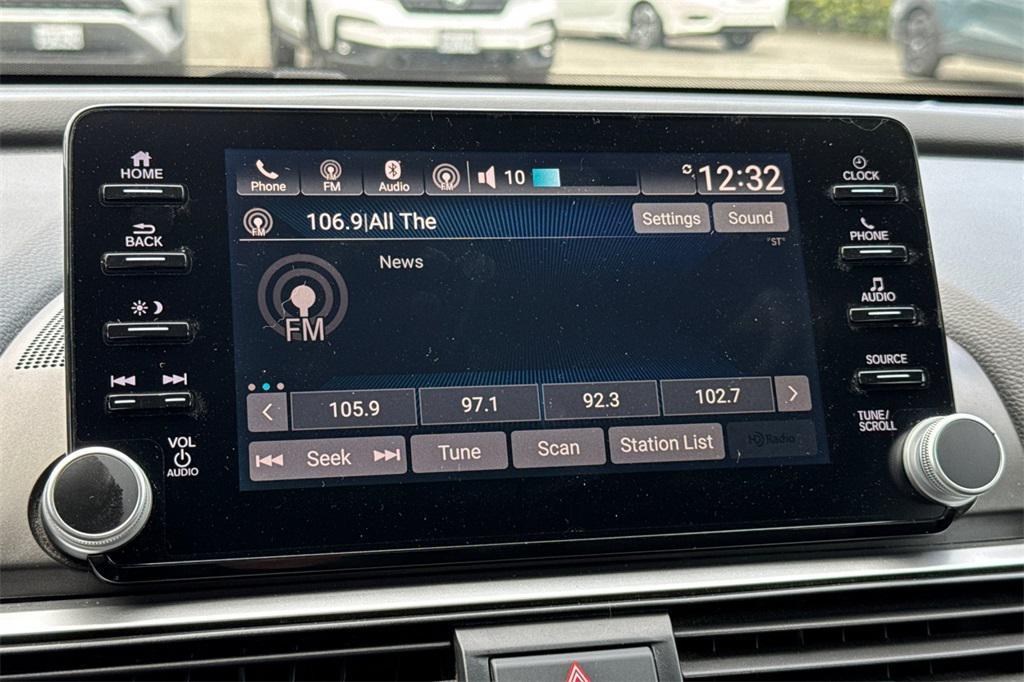 HOME
BACK
VOL
AUDIO
Phone
FM
Audio
10
12:32
FM
106.9|All The
Settings
Sound
"ST"
News
FM
105.9
97.1
92.3
102.7
Seek
Tune
Scan
Station List
HD Radio
CLOCK
PHONE
AUDIO
SOURCE
TUNE/
SCROLL